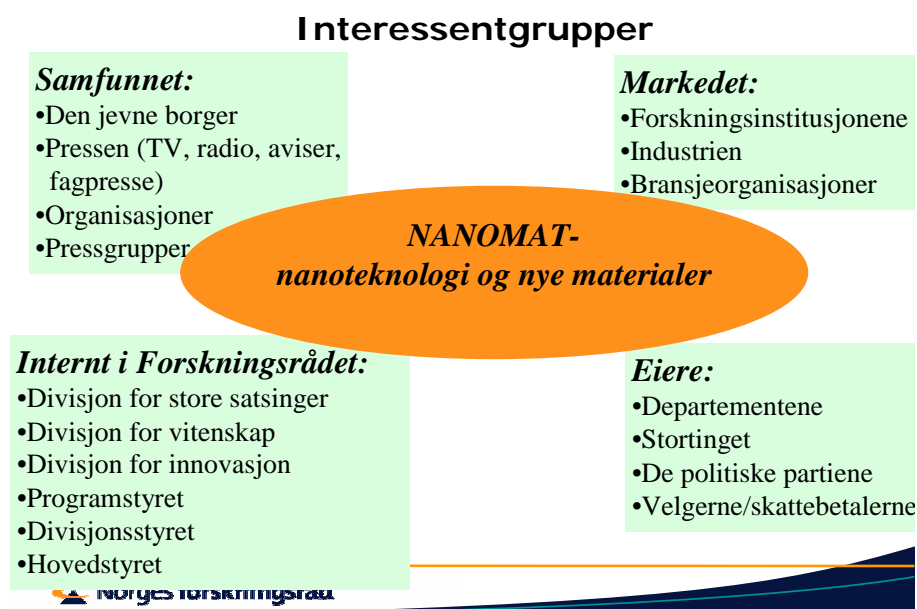 Interessentgrupper
Samfunnet:
•Den jevne borger
•Pressen (TV, radio, aviser,
fagpresse)
•Organisasjoner
•Pressgrupper
Markedet:
•Forskningsinstitusjonene
•Industrien
•Bransjeorganisasjoner
NANOMAT-
nanoteknologi og nye materialer
Internt i Forskningsrådet:
•Divisjon for store satsinger
•Divisjon for vitenskap
•Divisjon for innovasjon
•Programstyret
•Divisjonsstyret
•Hovedstyret
Eiere:
•Departementene
•Stortinget
•De politiske partiene
•Velgerne/skattebetalerne
Norges forskningsråd